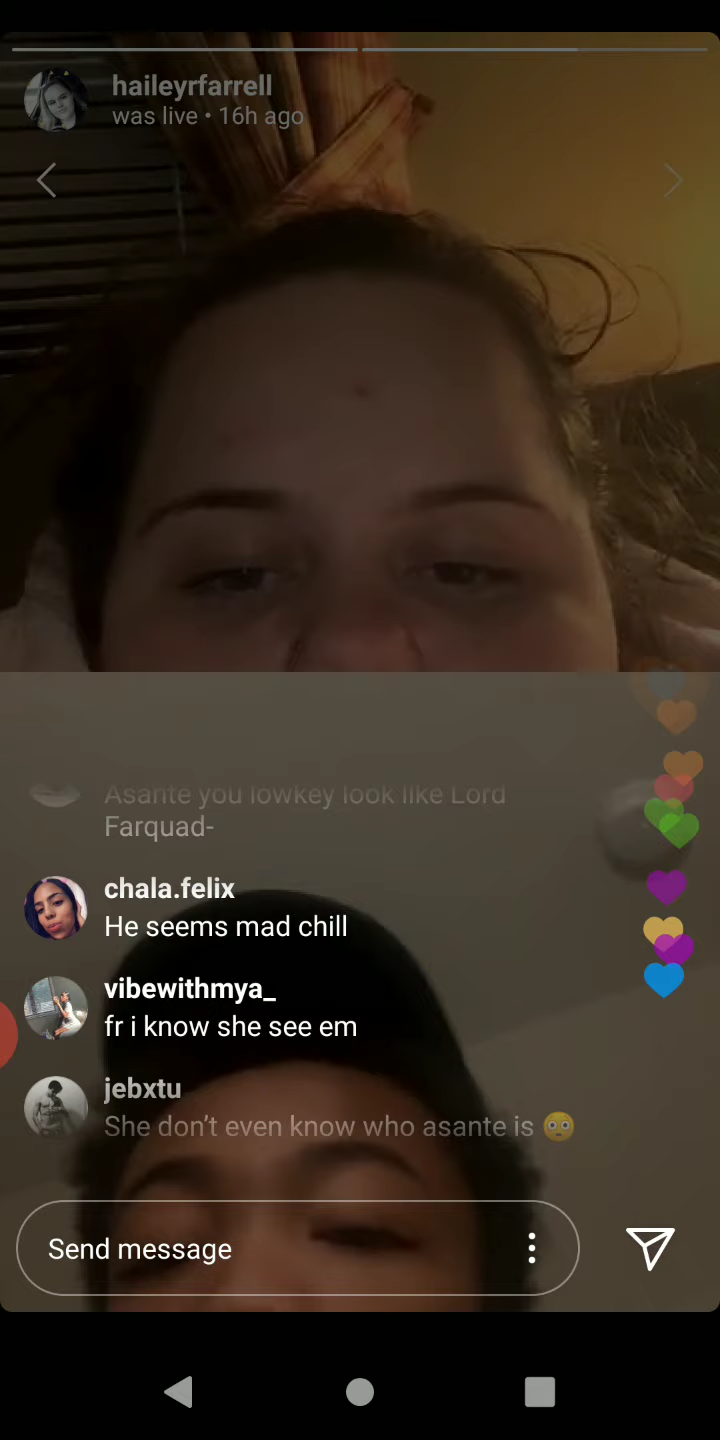 haileyrfarrell
was live • 16h ago
Asante you lowkey look like Lord
Farquad-
chala.felix
He seems mad chill
vibewithmya_
fr i know she see em
jebxtu
She don’t even know who asante is 😳
Send message